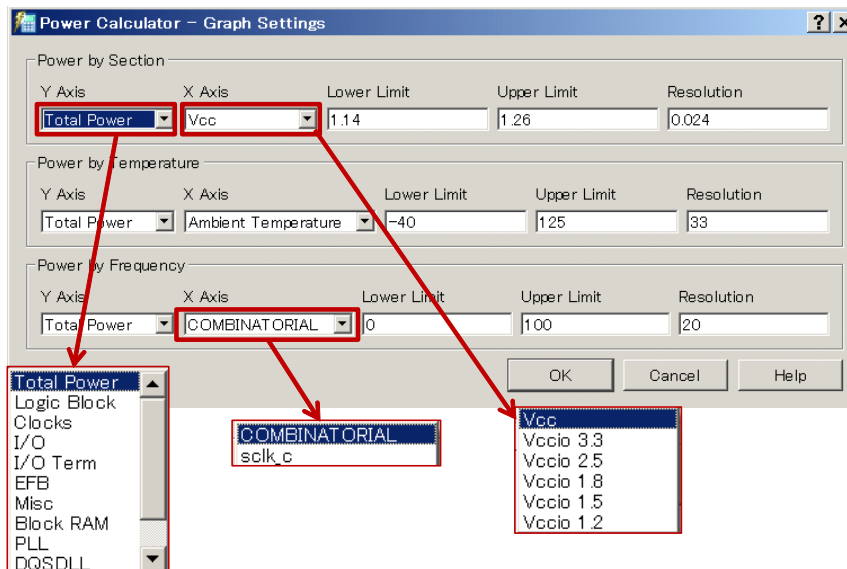 Power Calculator - Graph Settings
Power by Section
Y Axis X Axis Lower Limit Upper Limit Resolution
Total Power Vcc 1.14 1.26 0.024
Power by Temperature
Y Axis X Axis Lower Limit Upper Limit Resolution
Total Power Ambient Temperature -40 125 33
Power by Frequency
Y Axis X Axis Lower Limit Upper Limit Resolution
Total Power COMBINATORIAL 0 100 20
OK Cancel Help
Total Power
Logic Block
Clocks
I/O
I/O Term
EFB
Misc
Block RAM
PLL
DQSDLL
COMBINATORIAL
sclk_c
Vcc
Vccio 3.3
Vccio 2.5
Vccio 1.8
Vccio 1.5
Vccio 1.2